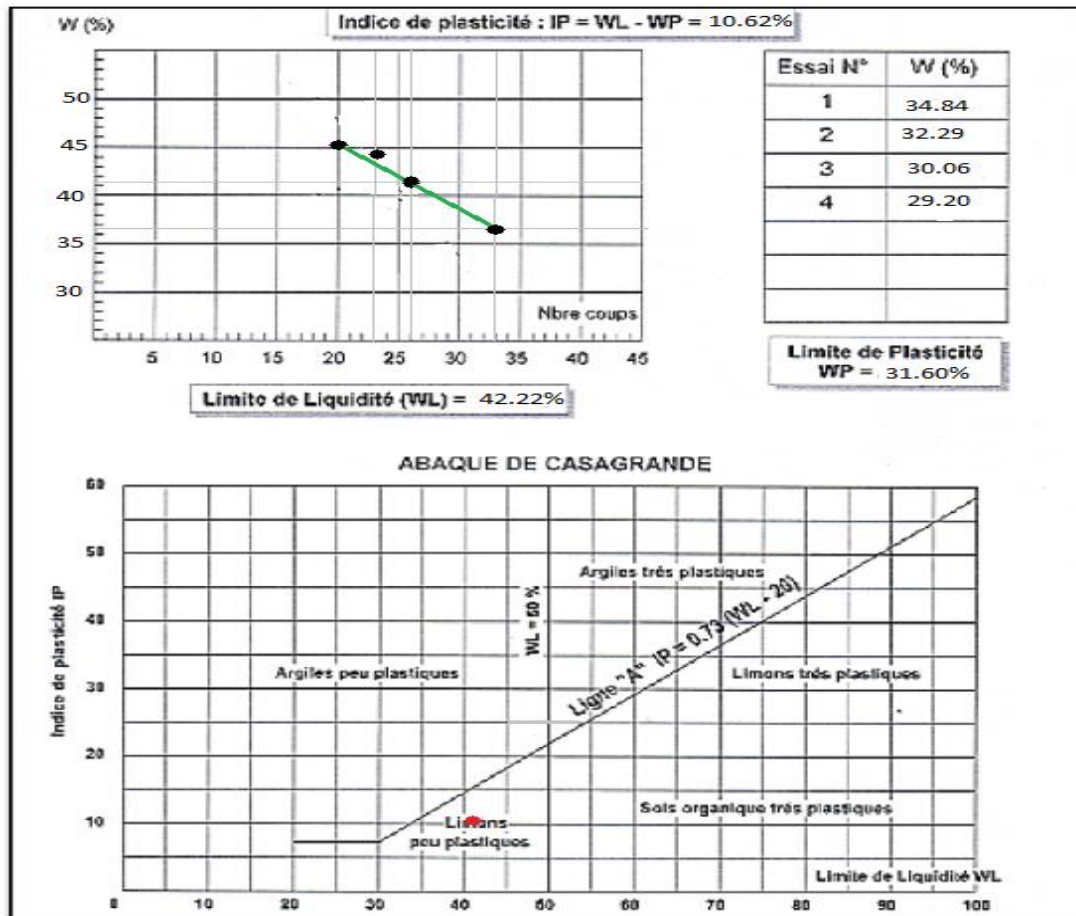 W (%)
Indice de plasticité : IP = WL - WP = 10.62%
50
45
40
35
30
Nbre coups
5 10 15 20 25 30 35 40 45
Limite de Liquidité (WL) = 42.22%
Essai N° W (%)
1 34.84
2 32.29
3 30.06
4 29.20
Limite de Plasticité
WP = 31.60%
ABAQUE DE CASAGRANDE
Indice de plasticité IP
60
50
40
30
20
10
Argiles très plastiques
WL = 50 %
Ligne "A" IP = 0.73 (WL - 20)
Argiles peu plastiques
Limons très plastiques
Sols organique très plastiques
Limons
peu plastiques
Limite de Liquidité WL
0 10 20 30 40 50 60 70 80 90 100